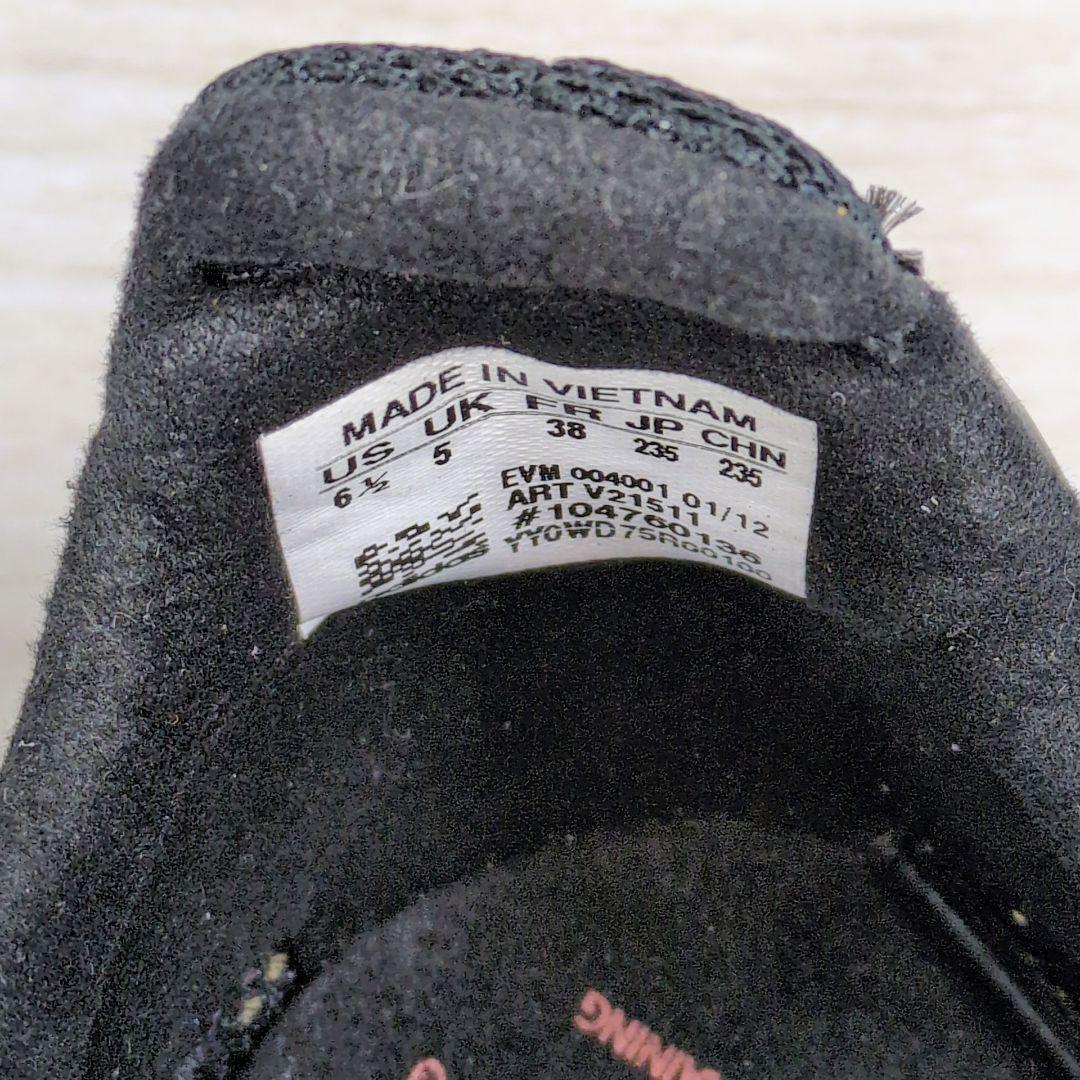 MADE IN VIETNAM
US UK FR JP CHN
6 ½ 5 38 235 235
EVM 004001 01/12
ART V21511
#104760136
adidas